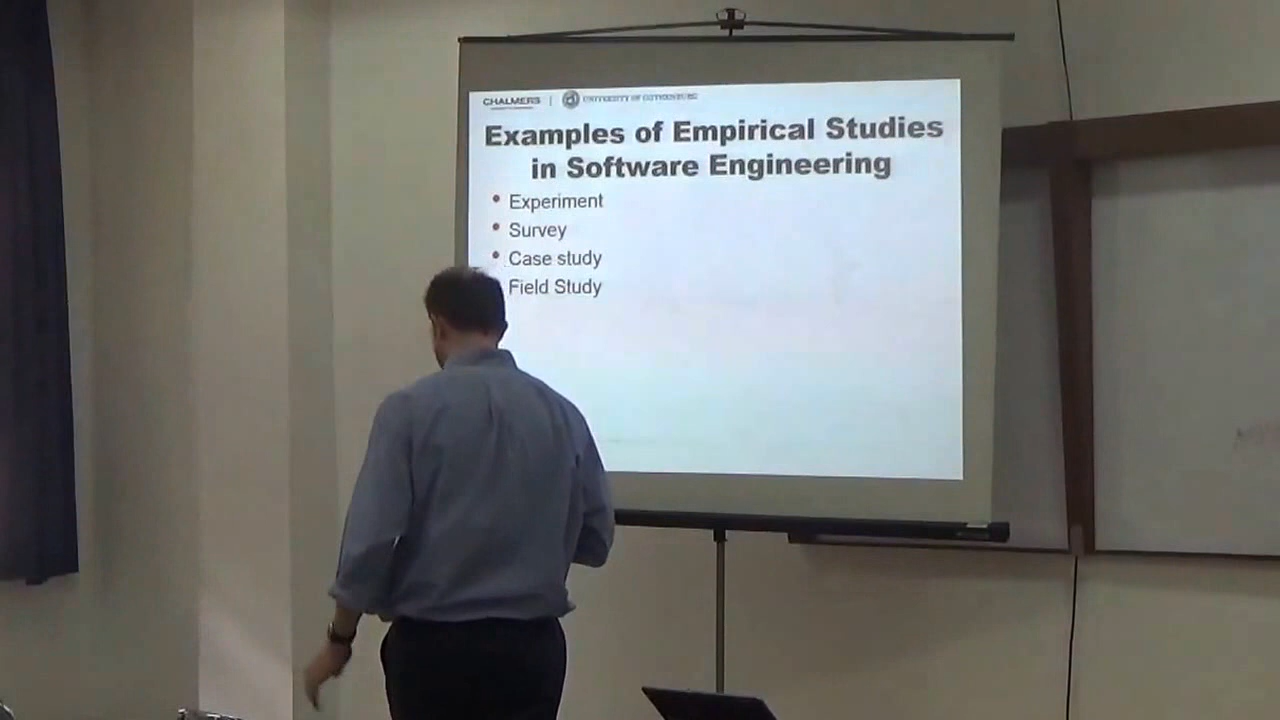 CHALMERS | UNIVERSITY OF GOTHENBURG
Examples of Empirical Studies
in Software Engineering
• Experiment
• Survey
• Case study
Field Study